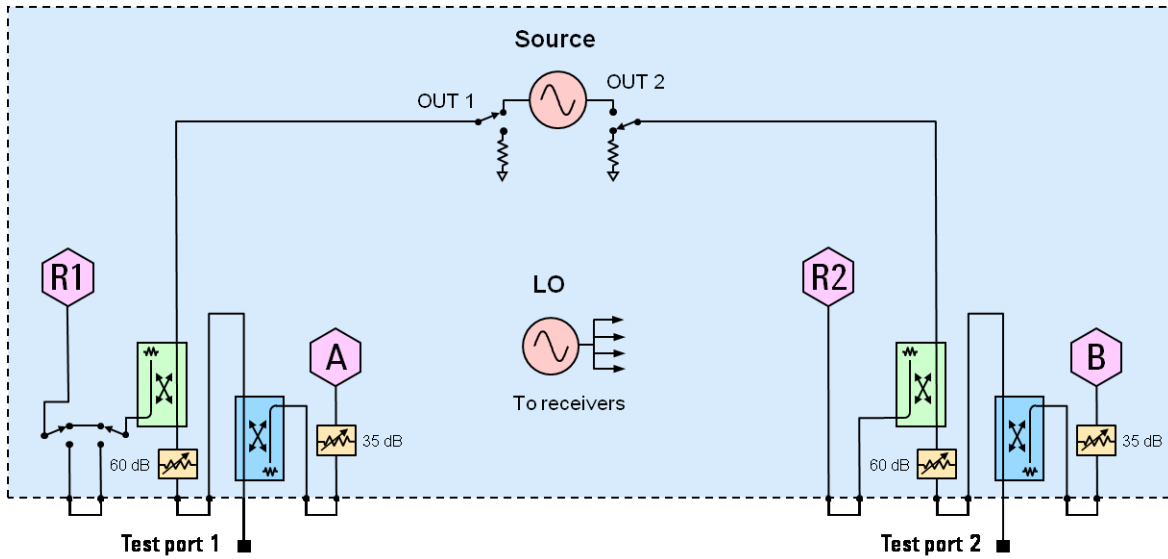 Source
OUT 1
OUT 2
R1
LO
R2
A
B
To receivers
60 dB
35 dB
60 dB
35 dB
Test port 1
Test port 2